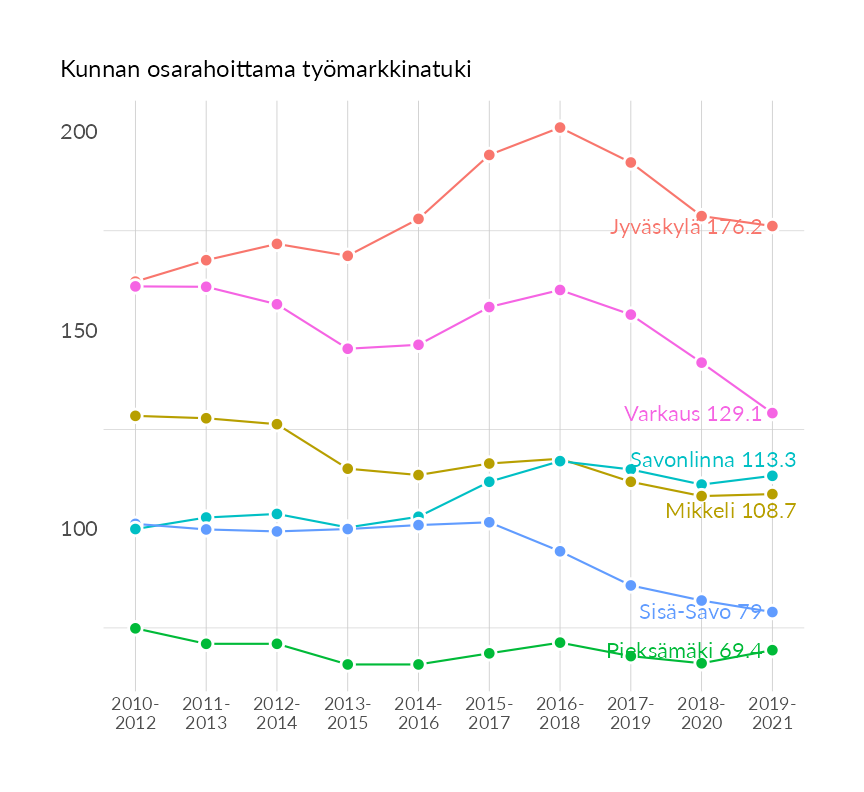 Kunnan osarahoittama työmarkkinatuki
200
150
100
Jyväskylä 176.2
Varkaus 129.1
Savonlinna 113.3
Mikkeli 108.7
Sisä-Savo 79
Pieksämäki 69.4
2010- 2011- 2012- 2013- 2014- 2015- 2016- 2017- 2018- 2019-
2012 2013 2014 2015 2016 2017 2018 2019 2020 2021